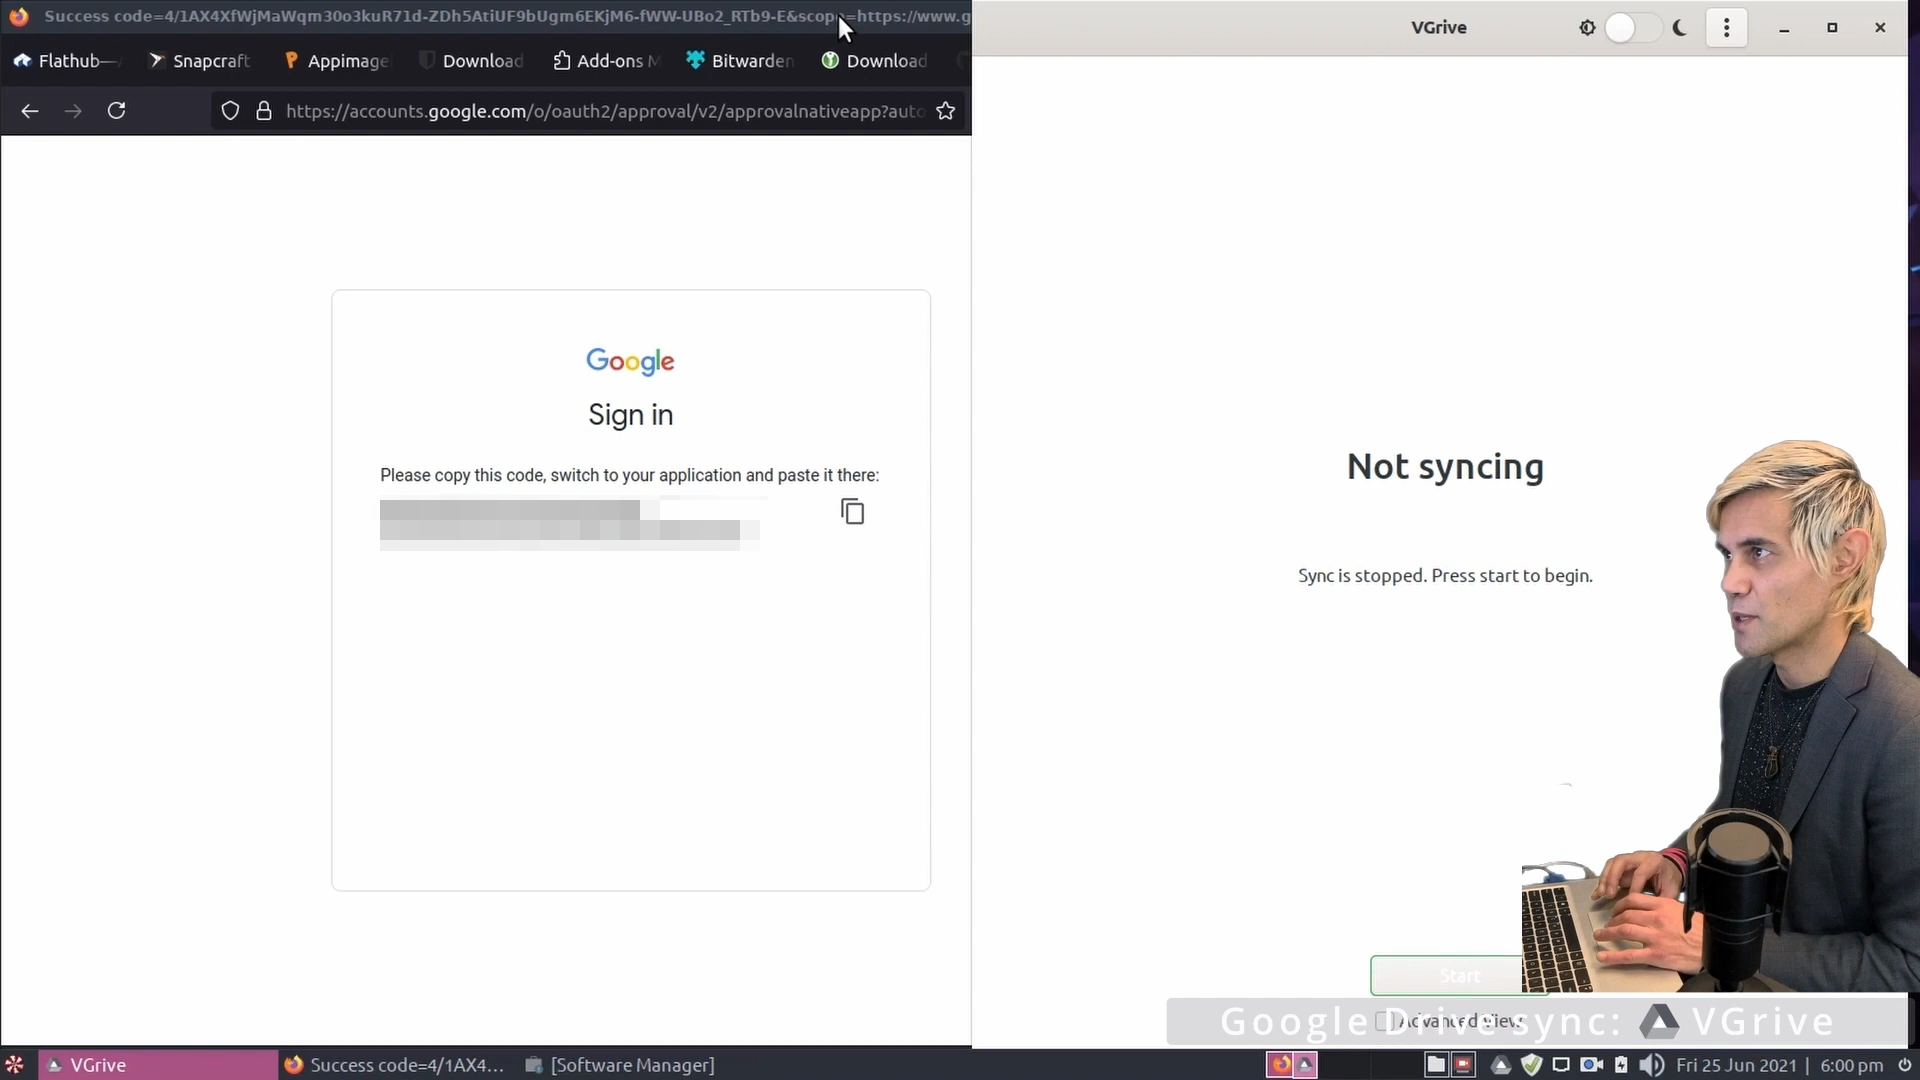 Success code=4/1AX4XfWjMaWqm30o3kuR71d-ZDh5AtiUF9bUgm6EKjM6-fWW-UBo2_RTb9-E&scope=https://www.g
Flathub—
Snapcraft
Appimage
Download
Add-ons M
Bitwarden
Download
https://accounts.google.com/o/oauth2/approval/v2/approvalnativeapp?auto
Google
Sign in
Please copy this code, switch to your application and paste it there:
VGrive
Not syncing
Sync is stopped. Press start to begin.
Start
Advanced View
Google Drive sync: VGrive
VGrive
Success code=4/1AX4...
[Software Manager]
Fri 25 Jun 2021 | 6:00 pm